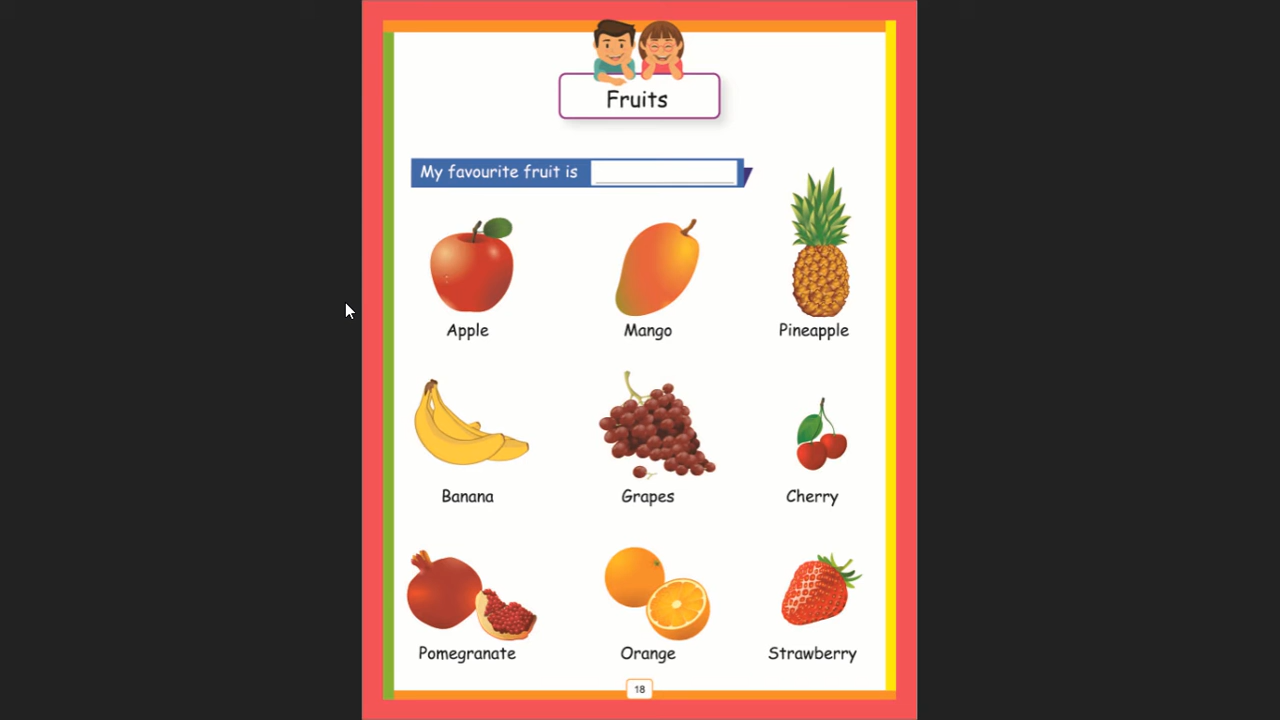 Fruits
My favourite fruit is
Apple
Mango
Pineapple
Banana
Grapes
Cherry
Pomegranate
Orange
Strawberry
18